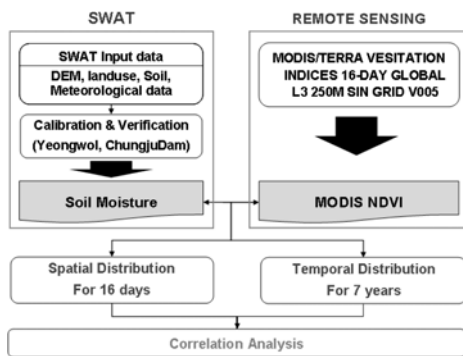 SWAT
SWAT Input data
DEM, landuse, Soil,
Meteorological data
Calibration & Verification
(Yeongwol, ChungjuDam)
Soil Moisture
REMOTE SENSING
MODIS/TERRA VESITATION
INDICES 16-DAY GLOBAL
L3 250M SIN GRID V005
MODIS NDVI
Spatial Distribution
For 16 days
Temporal Distribution
For 7 years
Correlation Analysis